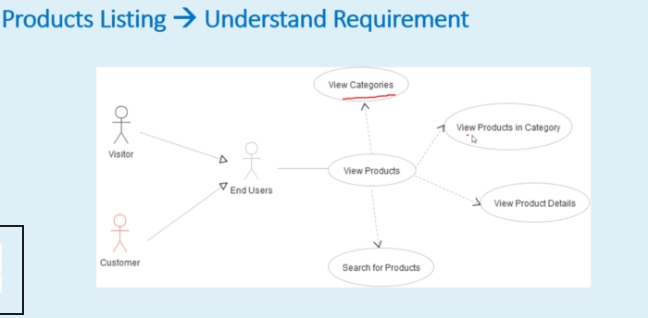 Products Listing → Understand Requirement
View Categories
View Products in Category
Visitor
View Products
End Users
View Product Details
Customer
Search for Products